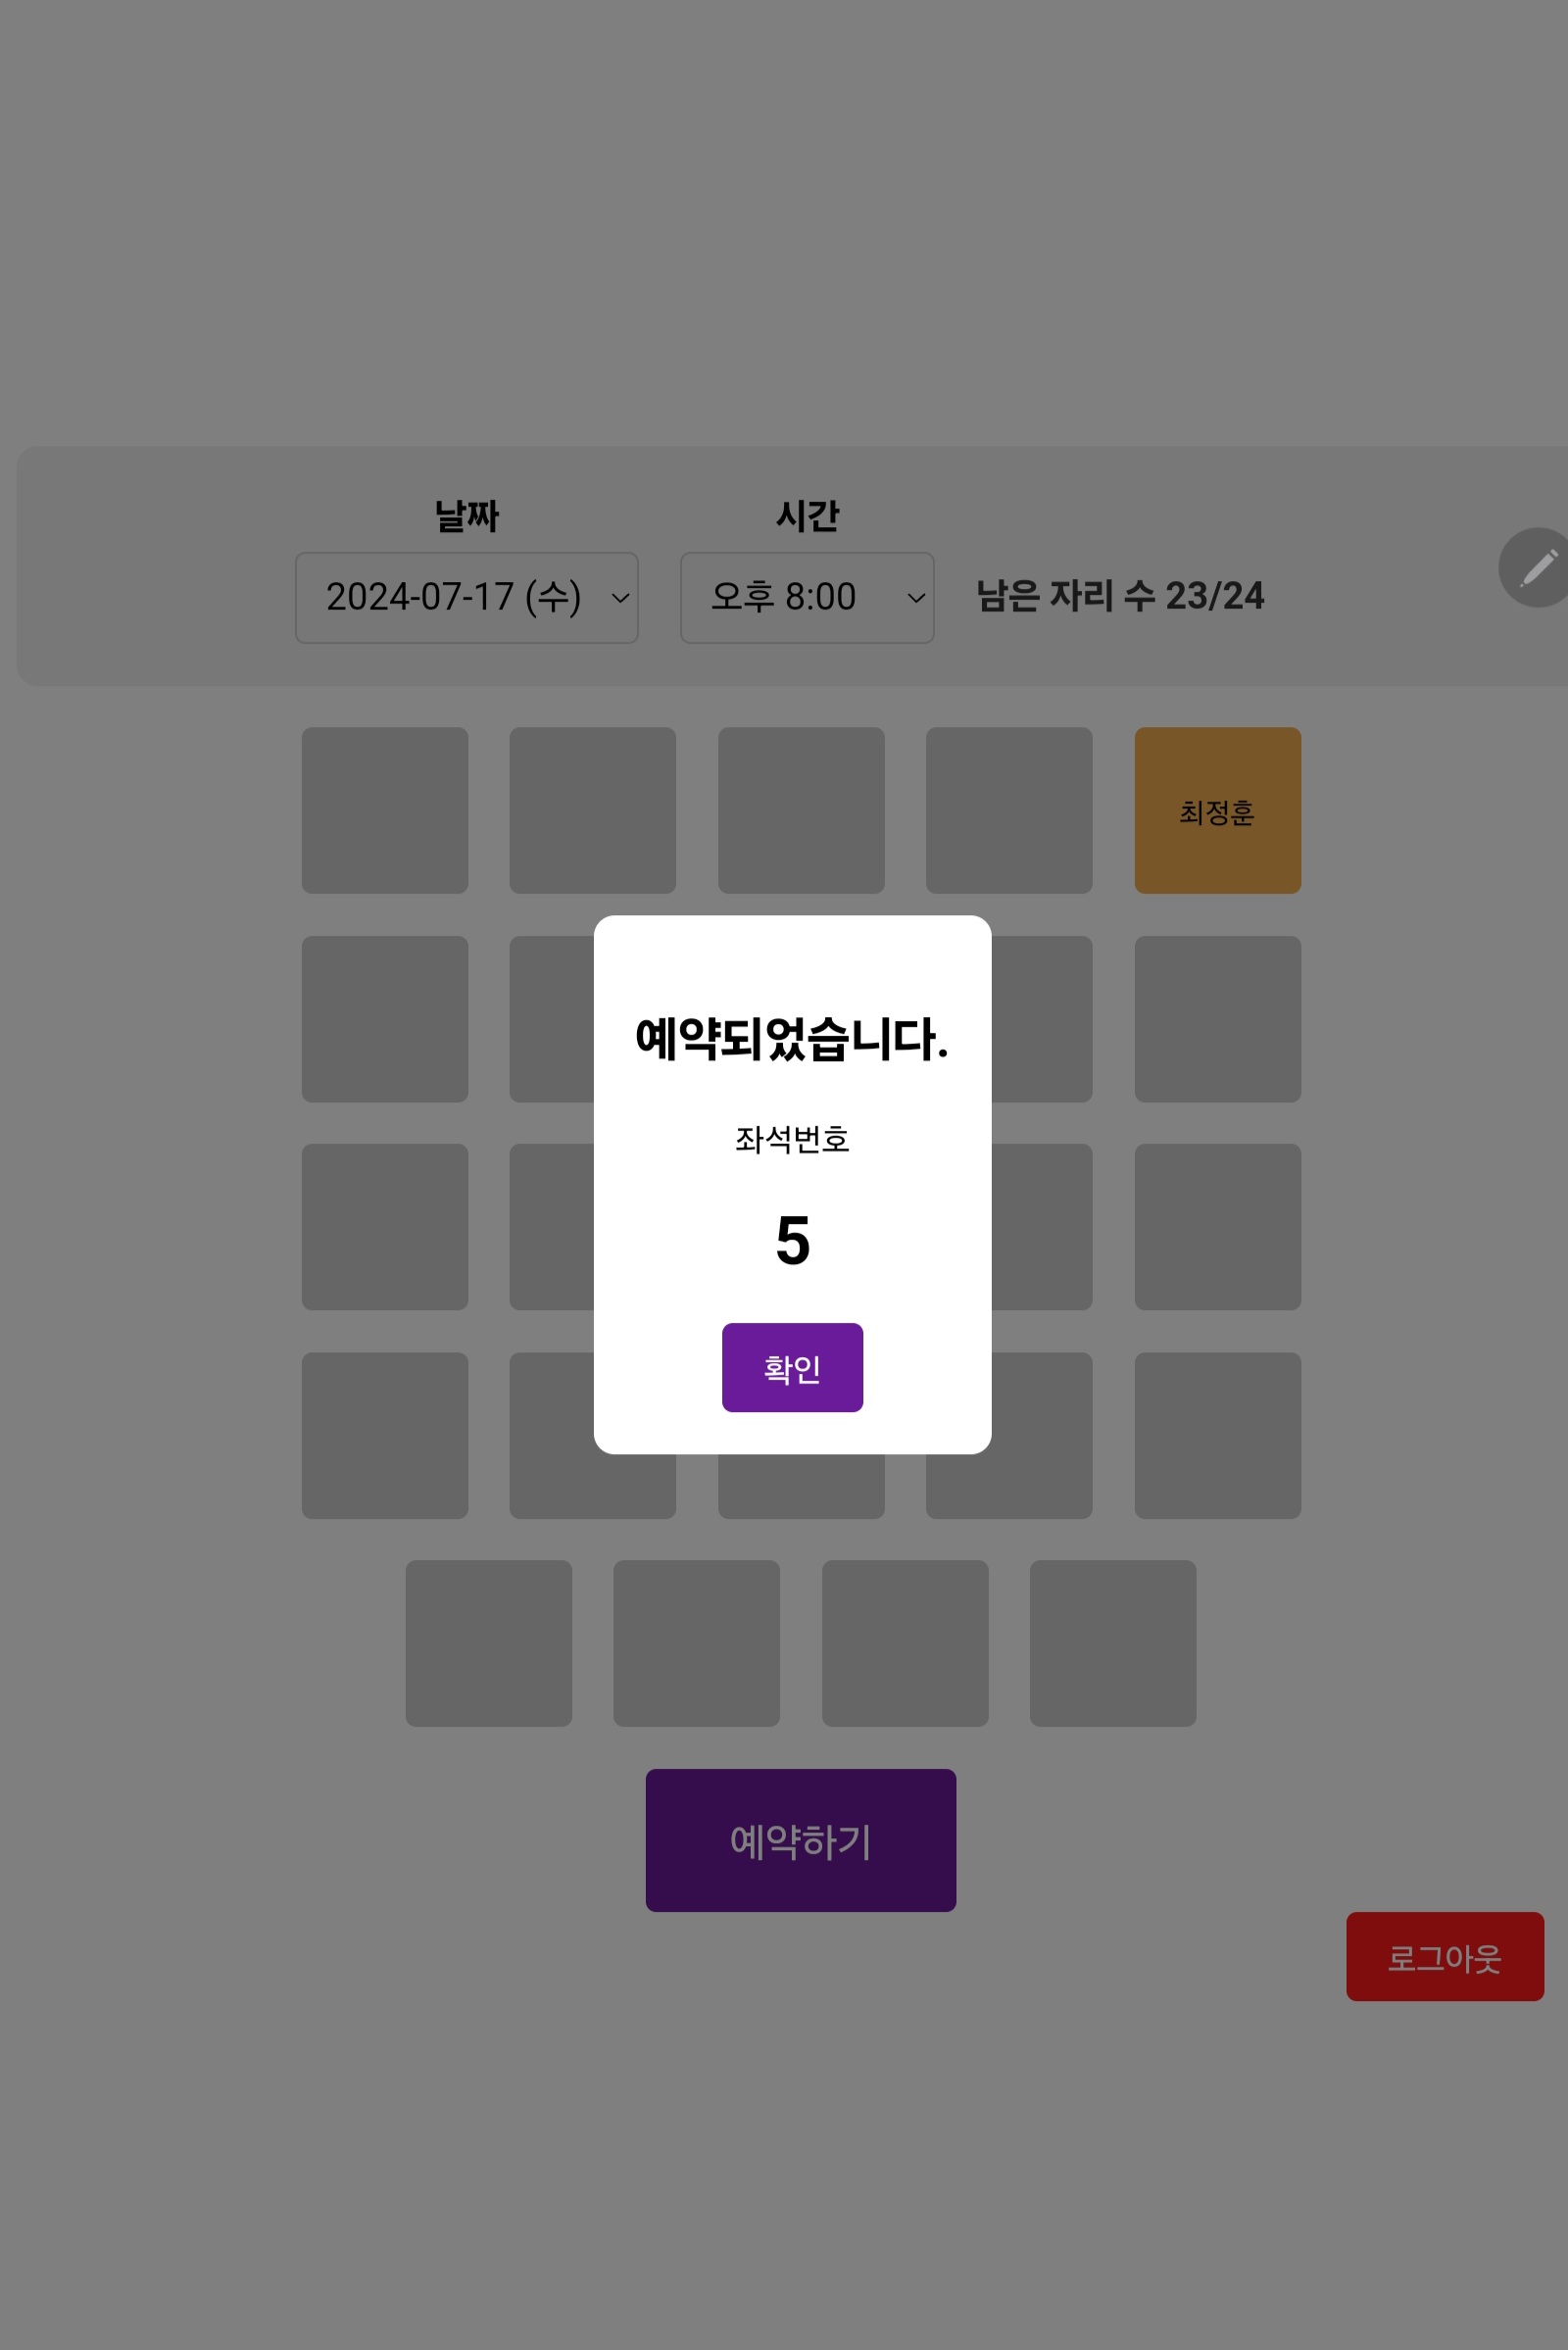 날짜
시간
2024-07-17 (수)
오후 8:00
남은 자리 수 23/24
최정훈
예약되었습니다.
좌석번호
5
확인
예약하기
로그아웃